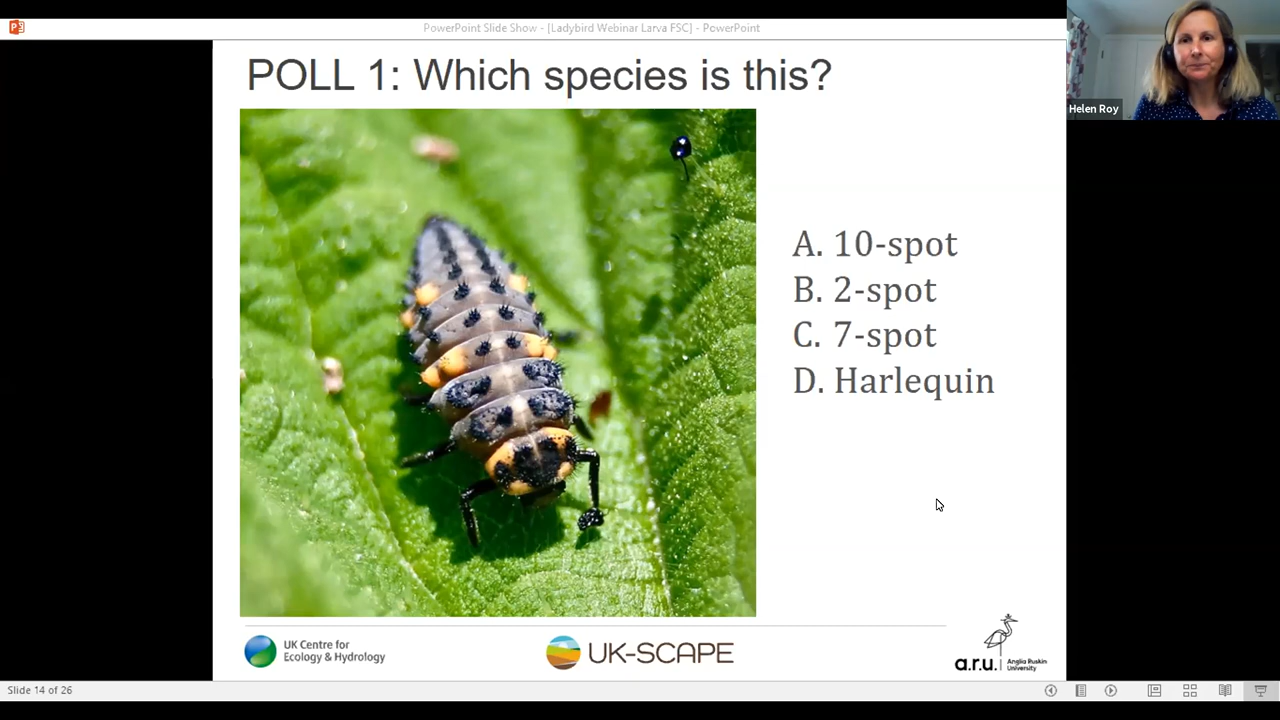 PowerPoint Slide Show - [Ladybird Webinar Larva FSC] - PowerPoint
Helen Roy
POLL 1: Which species is this?
A. 10-spot
B. 2-spot
C. 7-spot
D. Harlequin
UK Centre for
Ecology & Hydrology
UK-SCAPE
a.r.u.
Anglia Ruskin
University
Slide 14 of 26